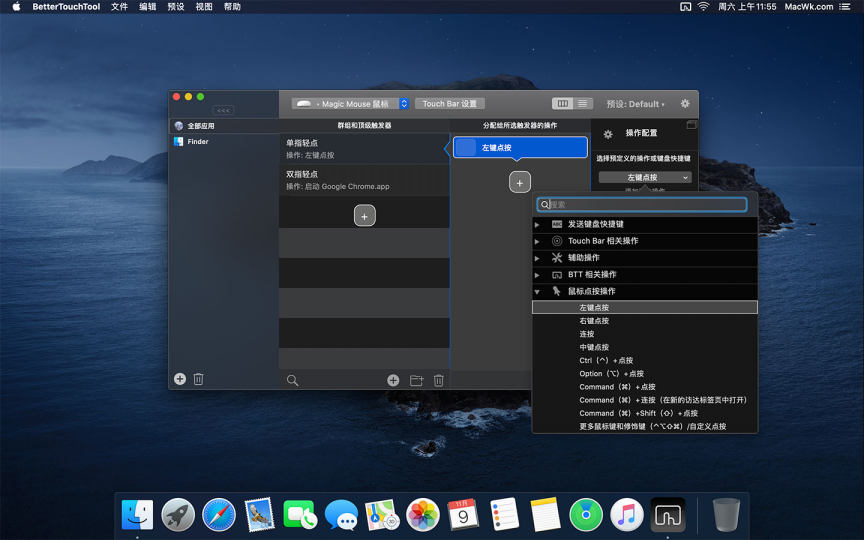 BetterTouchTool 文件 编辑 预设 视图 帮助 周六 上午11:55 MacWk.com
<<<
Magic Mouse 鼠标
Touch Bar 设置
预设: Default
全部应用
群组和顶级触发器
分配给所选触发器的操作
操作配置
Finder
单指轻点
操作: 左键点按
左键点按
选择预定义的操作或键盘快捷键
双指轻点
操作: 启动 Google Chrome.app
左键点按
搜索
ABC 发送键盘快捷键
Touch Bar 相关操作
辅助操作
BTT 相关操作
鼠标点按操作
左键点按
右键点按
连按
中键点按
Ctrl（^）+点按
Option（⌥）+点按
Command（⌘）+点按
Command（⌘）+连按（在新的访达标签页中打开）
Command（⌘）+Shift（⇧）+点按
更多鼠标键和修饰键（^⌥⇧⌘）/自定义点按
11月
9